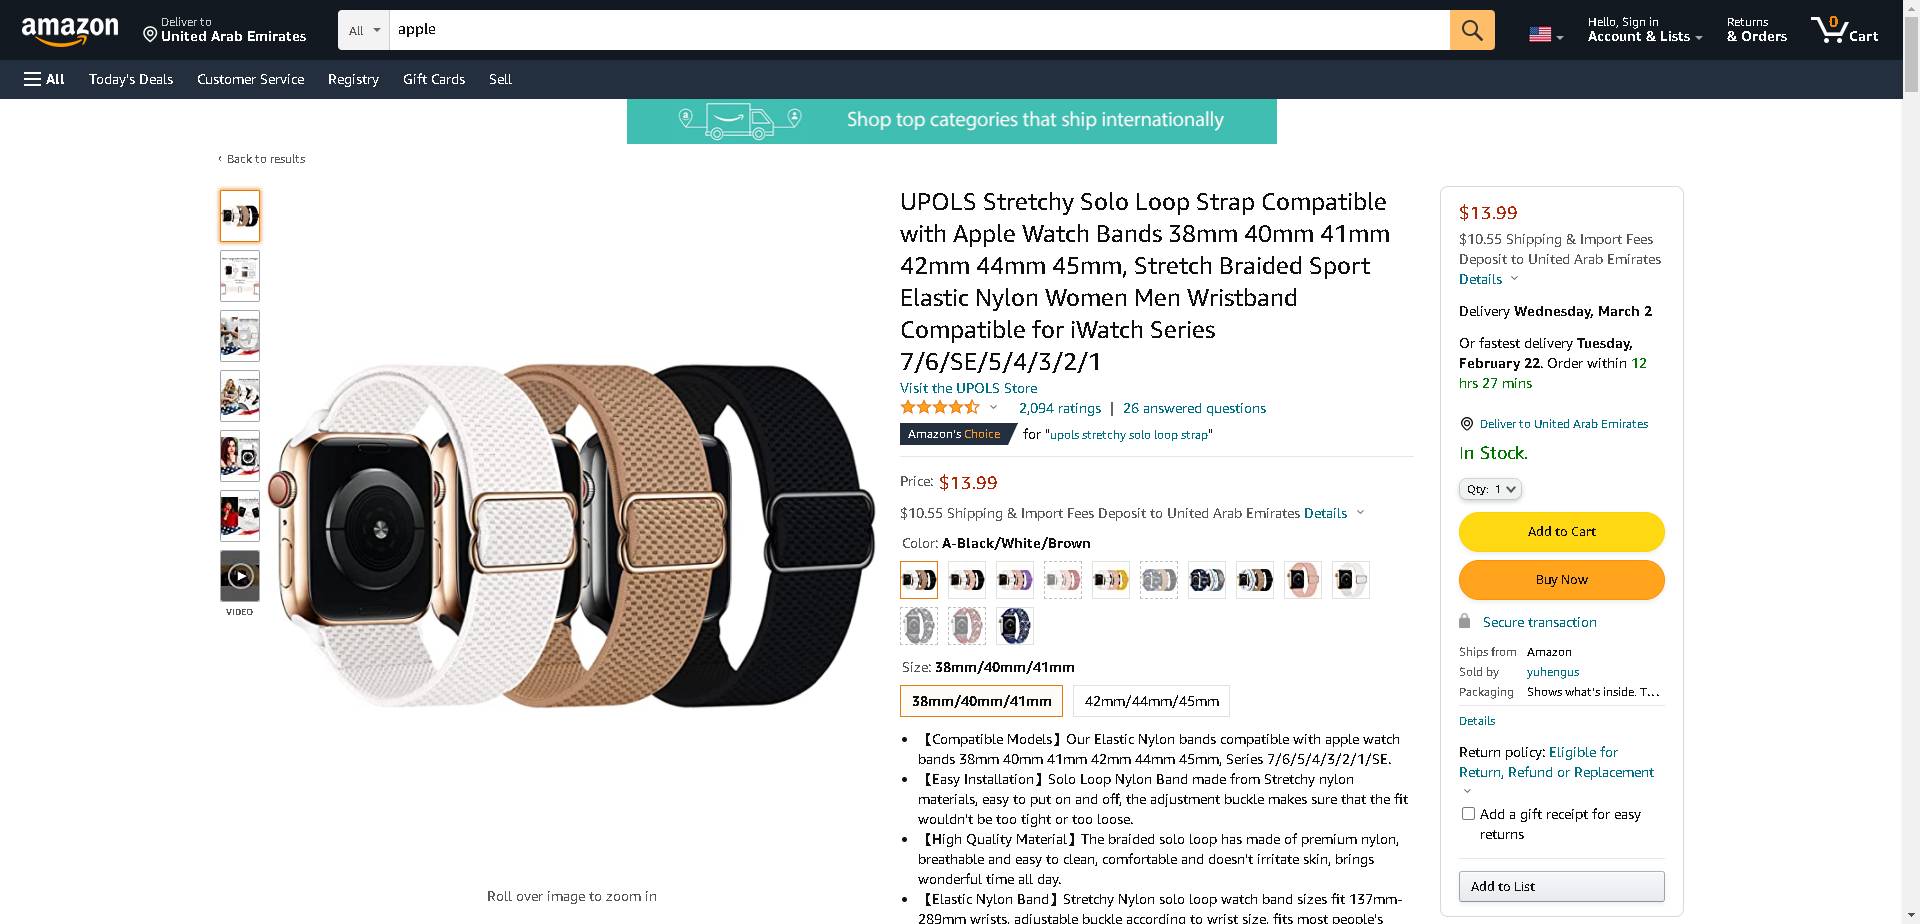 amazon
Deliver to
United Arab Emirates
All
apple
Hello, Sign in
Account & Lists
Returns
& Orders
0
Cart
All
Today's Deals
Customer Service
Registry
Gift Cards
Sell
Shop top categories that ship internationally
‹ Back to results
VIDEO
Roll over image to zoom in
UPOLS Stretchy Solo Loop Strap Compatible
with Apple Watch Bands 38mm 40mm 41mm
42mm 44mm 45mm, Stretch Braided Sport
Elastic Nylon Women Men Wristband
Compatible for iWatch Series
7/6/SE/5/4/3/2/1
Visit the UPOLS Store
2,094 ratings | 26 answered questions
Amazon's Choice for "upols stretchy solo loop strap"
Price: $13.99
$10.55 Shipping & Import Fees Deposit to United Arab Emirates Details
Color: A-Black/White/Brown
Size: 38mm/40mm/41mm
38mm/40mm/41mm
42mm/44mm/45mm
• 【Compatible Models】Our Elastic Nylon bands compatible with apple watch
bands 38mm 40mm 41mm 42mm 44mm 45mm, Series 7/6/5/4/3/2/1/SE.
• 【Easy Installation】Solo Loop Nylon Band made from Stretchy nylon
materials, easy to put on and off, the adjustment buckle makes sure that the fit
wouldn't be too tight or too loose.
• 【High Quality Material】The braided solo loop has made of premium nylon,
breathable and easy to clean, comfortable and doesn't irritate skin, brings
wonderful time all day.
• 【Elastic Nylon Band】Stretchy Nylon solo loop watch band sizes fit 137mm-
289mm wrists, adjustable buckle according to wrist size, fits most people's
$13.99
$10.55 Shipping & Import Fees
Deposit to United Arab Emirates
Details
Delivery Wednesday, March 2
Or fastest delivery Tuesday,
February 22. Order within 12
hrs 27 mins
Deliver to United Arab Emirates
In Stock.
Qty: 1
Add to Cart
Buy Now
Secure transaction
Ships from Amazon
Sold by yuhengus
Packaging Shows what's inside. T...
Details
Return policy: Eligible for
Return, Refund or Replacement
Add a gift receipt for easy
returns
Add to List